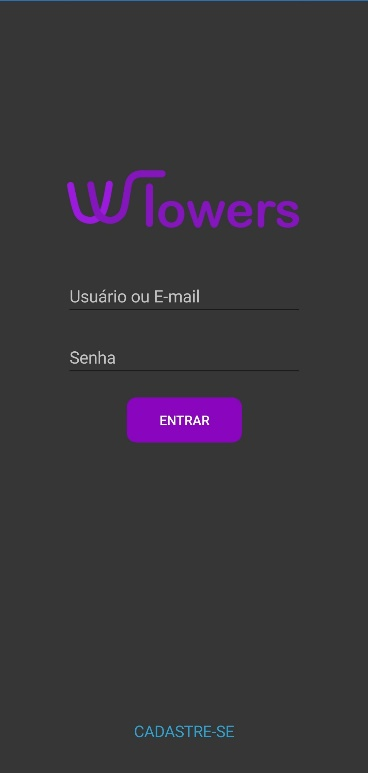 WTowers
Usuário ou E-mail
Senha
ENTRAR
CADASTRE-SE